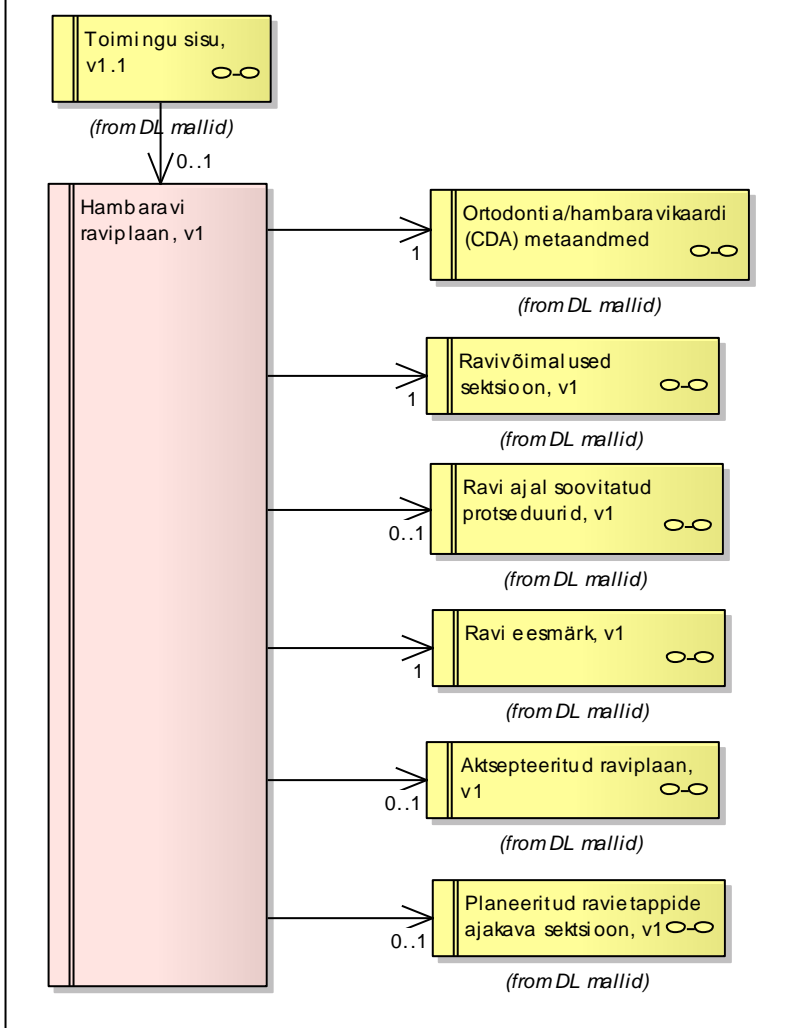 Toimingu sisu,
v1.1
(from DL mallid)
0..1
Hambaravi
raviplaan, v1
Ortodontia/hambaravikaardi
(CDA) metaandmed
1
(from DL mallid)
Ravivõimalused
sektsioon, v1
1
(from DL mallid)
Ravi ajal soovitatud
protseduurid, v1
0..1
(from DL mallid)
Ravi eesmärk, v1
1
(from DL mallid)
Aktsepteeritud raviplaan,
v1
0..1
(from DL mallid)
Planeeritud ravietappide
ajakava sektsioon, v1
0..1
(from DL mallid)